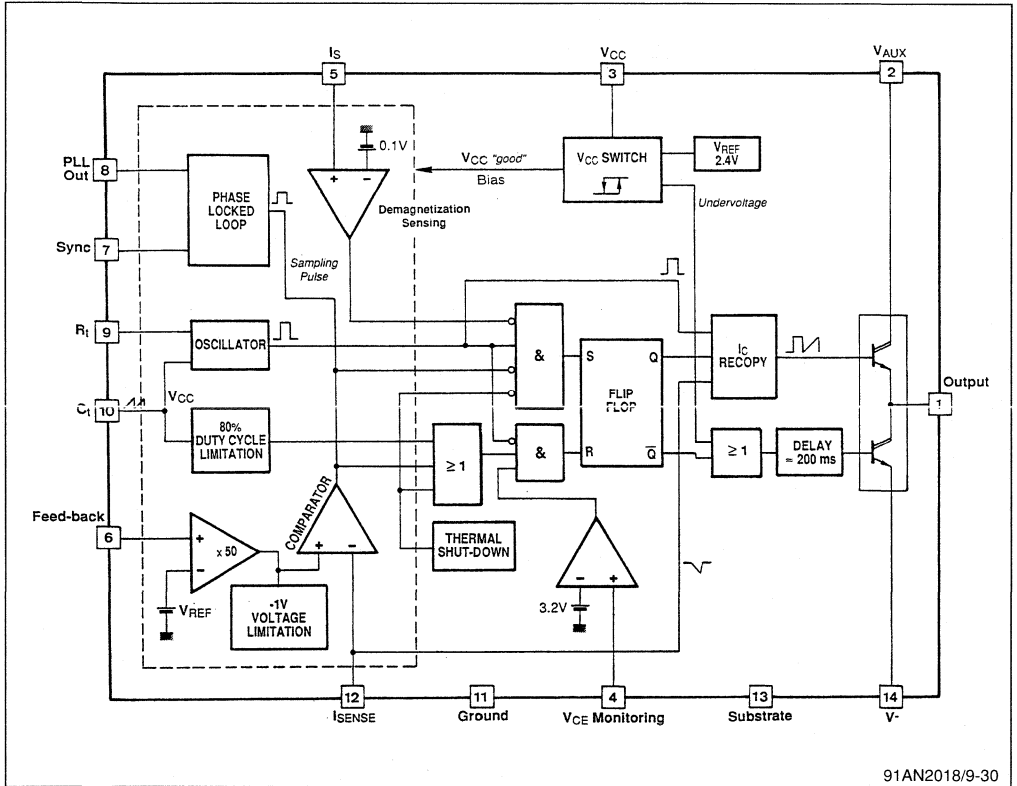 IS
5
VCC
3
VAUX
2
PLL
Out
8
PHASE
LOCKED
LOOP
Sync
7
0.1V
+ −
Demagnetization
Sensing
VCC "good"
Bias
VCC SWITCH
VREF
2.4V
Undervoltage
Sampling
Pulse
Rt
9
OSCILLATOR
Ct
10
VCC
80%
DUTY CYCLE
LIMITATION
&
S Q
FLIP
FLOP
R Q̅
&
IC
RECOPY
Output
1
≥ 1
≥ 1
DELAY
= 200 ms
COMPARATOR
+ −
Feed-back
6
+
x 50
−
VREF
-1V
VOLTAGE
LIMITATION
THERMAL
SHUT-DOWN
− +
3.2V
12
ISENSE
11
Ground
4
VCE Monitoring
13
Substrate
14
V-
91AN2018/9-30